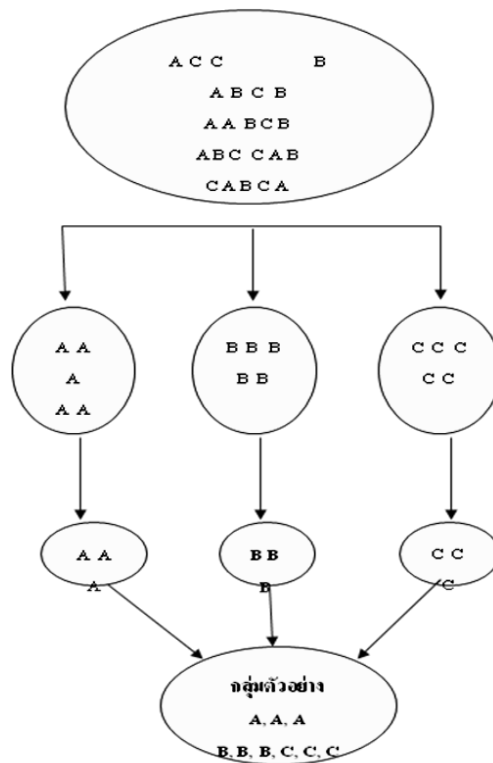 A C C B
A B C B
A A B C B
A B C C A B
C A B C A
A A
A
A A
B B B
B B
C C C
C C
A A
A
B B
B
C C
C
กลุ่มตัวอย่าง
A, A, A
B, B, B, C, C, C